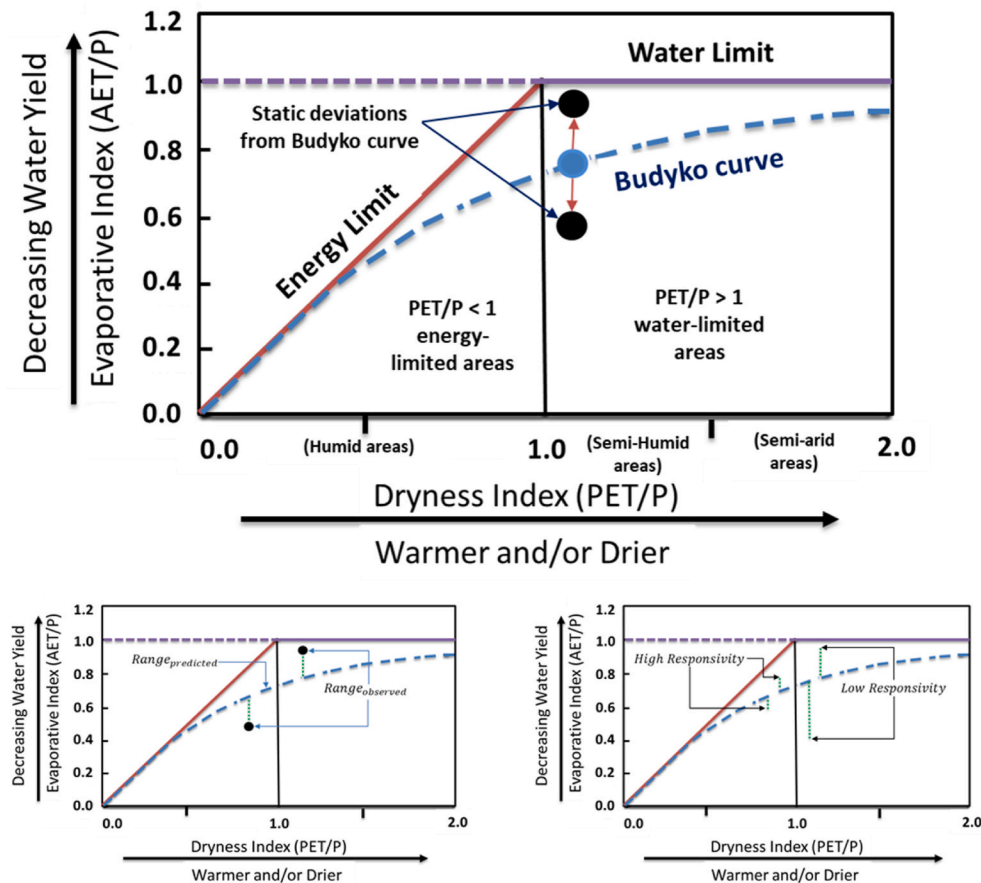 Decreasing Water Yield
Evaporative Index (AET/P)
1.2
1.0
0.8
0.6
0.4
0.2
0.0
Water Limit
Static deviations
from Budyko curve
Budyko curve
Energy Limit
PET/P < 1
energy-
limited areas
PET/P > 1
water-limited
areas
0.0
(Humid areas)
1.0
(Semi-Humid
areas)
(Semi-arid
areas)
2.0
Dryness Index (PET/P)
Warmer and/or Drier
Decreasing Water Yield
Evaporative Index (AET/P)
1.2
1.0
0.8
0.6
0.4
0.2
0.0
Range predicted
Range observed
0.0
1.0
2.0
Dryness Index (PET/P)
Warmer and/or Drier
Decreasing Water Yield
Evaporative Index (AET/P)
1.2
1.0
0.8
0.6
0.4
0.2
0.0
High Responsivity
Low Responsivity
0.0
1.0
2.0
Dryness Index (PET/P)
Warmer and/or Drier